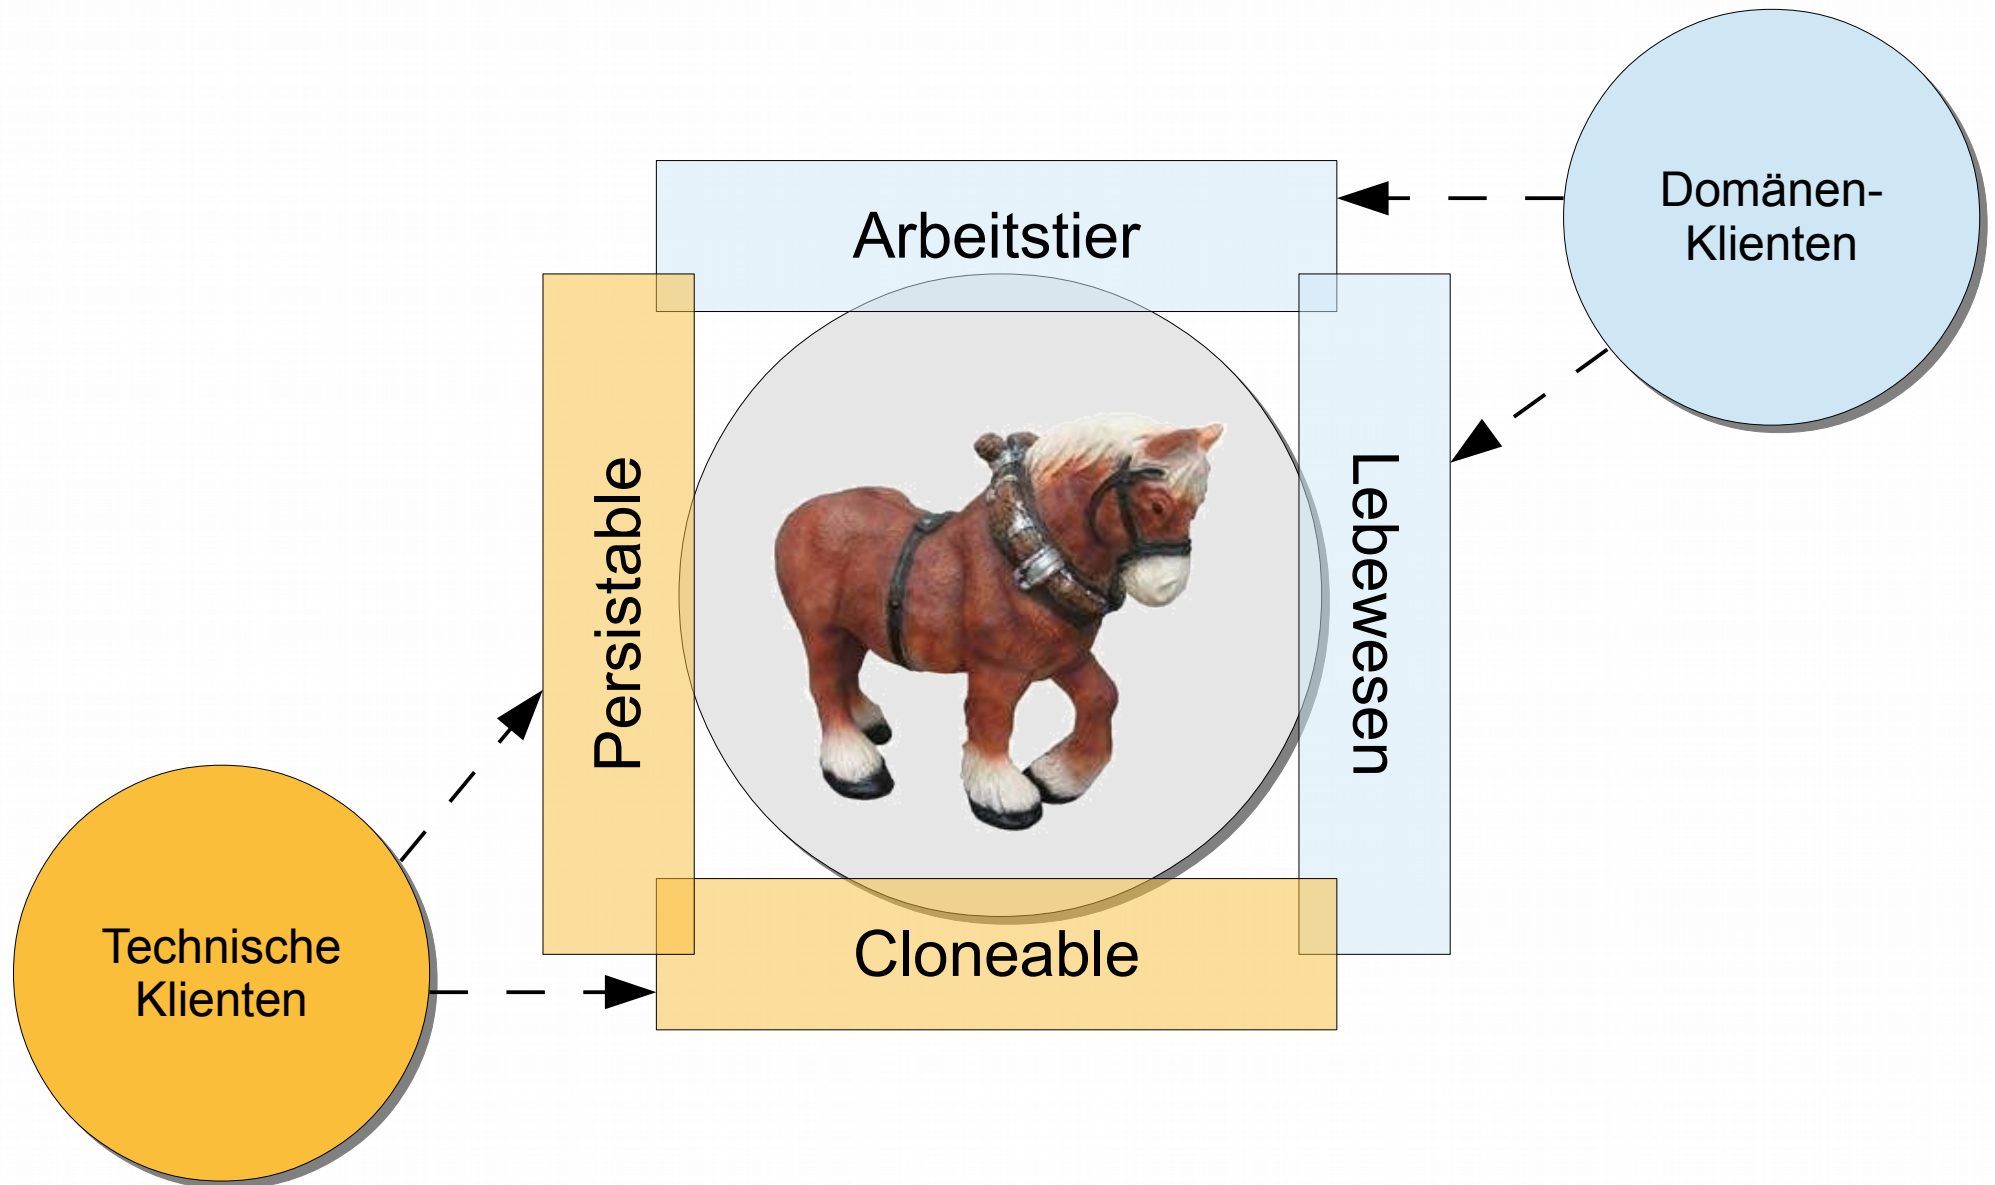 Domänen-
Klienten
Arbeitstier
Persistable
Lebewesen
Technische
Klienten
Cloneable